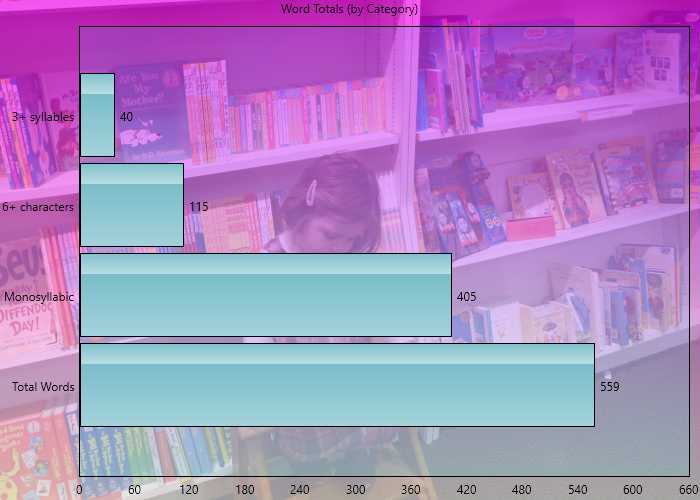 Word Totals (by Category)
3+ syllables
40
6+ characters
115
Monosyllabic
405
Total Words
559
0 60 120 180 240 300 360 420 480 540 600 660
Are You
My
Mother?